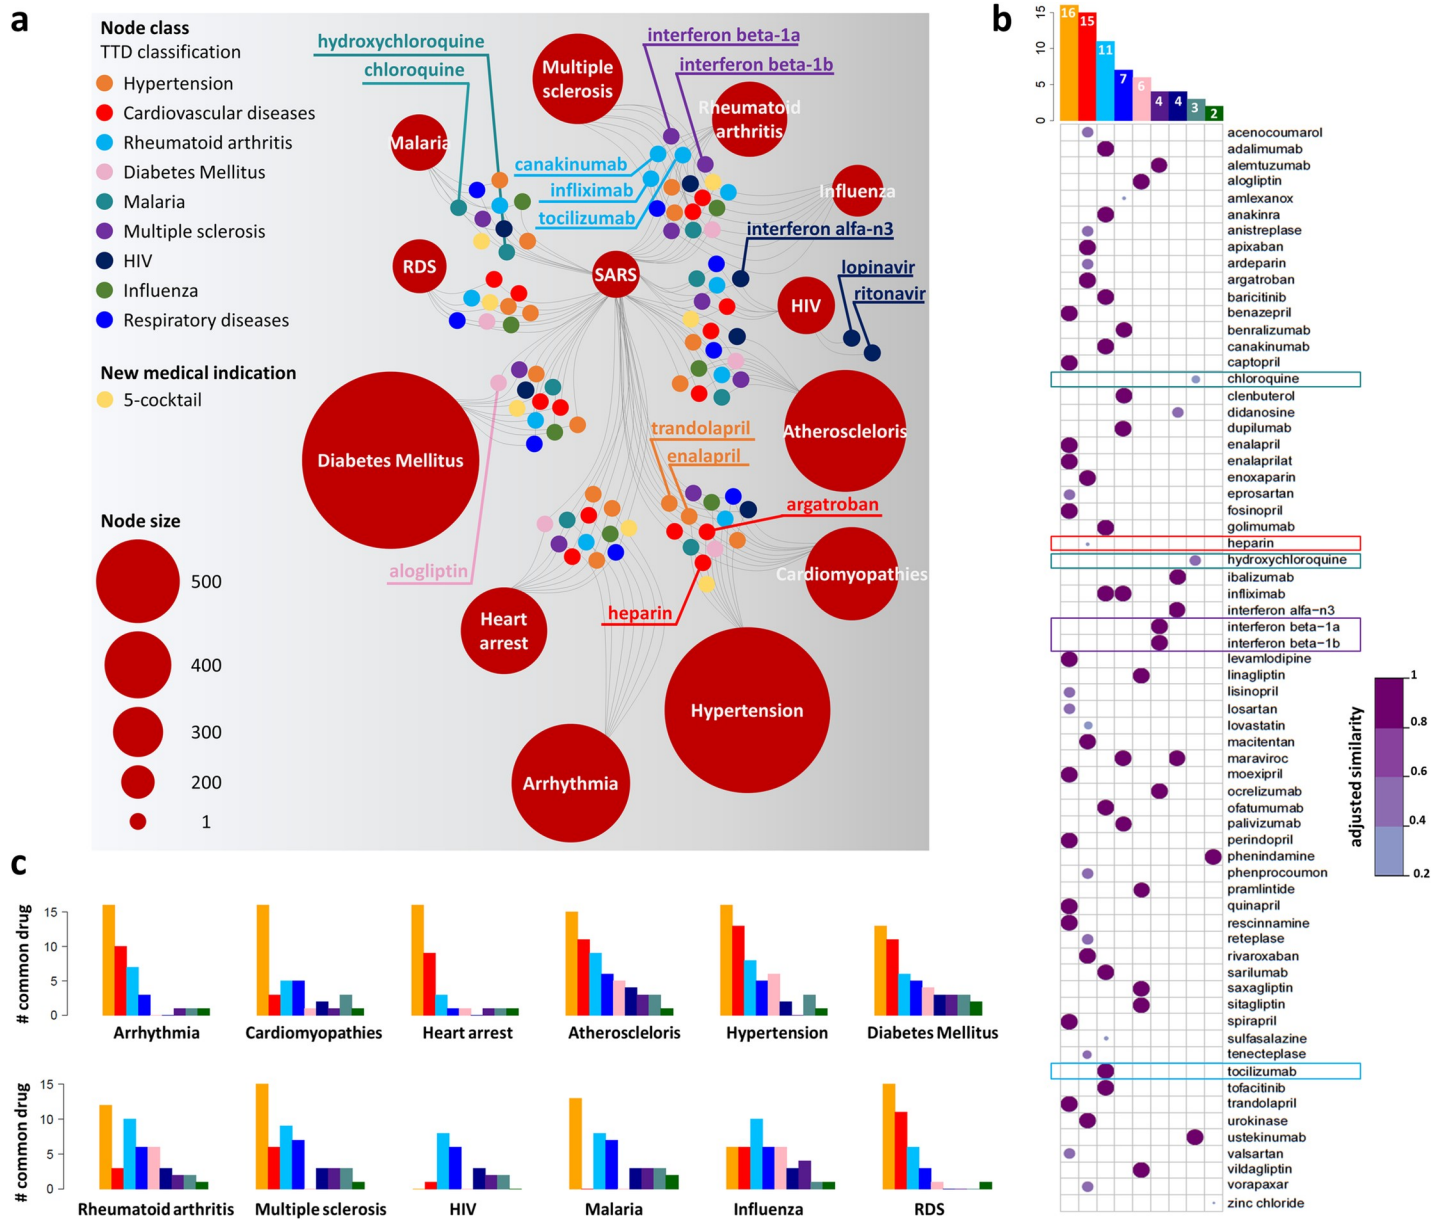 a
Node class
TTD classification
Hypertension
Cardiovascular diseases
Rheumatoid arthritis
Diabetes Mellitus
Malaria
Multiple sclerosis
HIV
Influenza
Respiratory diseases
New medical indication
5-cocktail
Node size
500
400
300
200
1
hydroxychloroquine
chloroquine
Multiple
sclerosis
interferon beta-1a
interferon beta-1b
Rheumatoid
arthritis
Malaria
canakinumab
infliximab
tocilizumab
Influenza
interferon alfa-n3
RDS
SARS
HIV
lopinavir
ritonavir
Diabetes Mellitus
Atheroscleloris
trandolapril
enalapril
argatroban
alogliptin
Cardiomyopathies
Heart
arrest
heparin
Hypertension
Arrhythmia
b
15
10
5
0
16
15
11
7
6
4
4
3
2
acenocoumarol
adalimumab
alemtuzumab
alogliptin
amlexanox
anakinra
anistreplase
apixaban
ardeparin
argatroban
baricitinib
benazepril
benralizumab
canakinumab
captopril
chloroquine
clenbuterol
didanosine
dupilumab
enalapril
enalaprilat
enoxaparin
eprosartan
fosinopril
golimumab
heparin
hydroxychloroquine
ibalizumab
infliximab
interferon alfa−n3
interferon beta−1a
interferon beta−1b
levamlodipine
linagliptin
lisinopril
losartan
lovastatin
macitentan
maraviroc
moexipril
ocrelizumab
ofatumumab
palivizumab
perindopril
phenindamine
phenprocoumon
pramlintide
quinapril
rescinnamine
reteplase
rivaroxaban
sarilumab
saxagliptin
sitagliptin
spirapril
sulfasalazine
tenecteplase
tocilizumab
tofacitinib
trandolapril
urokinase
ustekinumab
valsartan
vildagliptin
vorapaxar
zinc chloride
adjusted similarity
1
0.8
0.6
0.4
0.2
c
# common drug
15
10
5
0
Arrhythmia
Cardiomyopathies
Heart arrest
Atheroscleloris
Hypertension
Diabetes Mellitus
# common drug
15
10
5
0
Rheumatoid arthritis
Multiple sclerosis
HIV
Malaria
Influenza
RDS